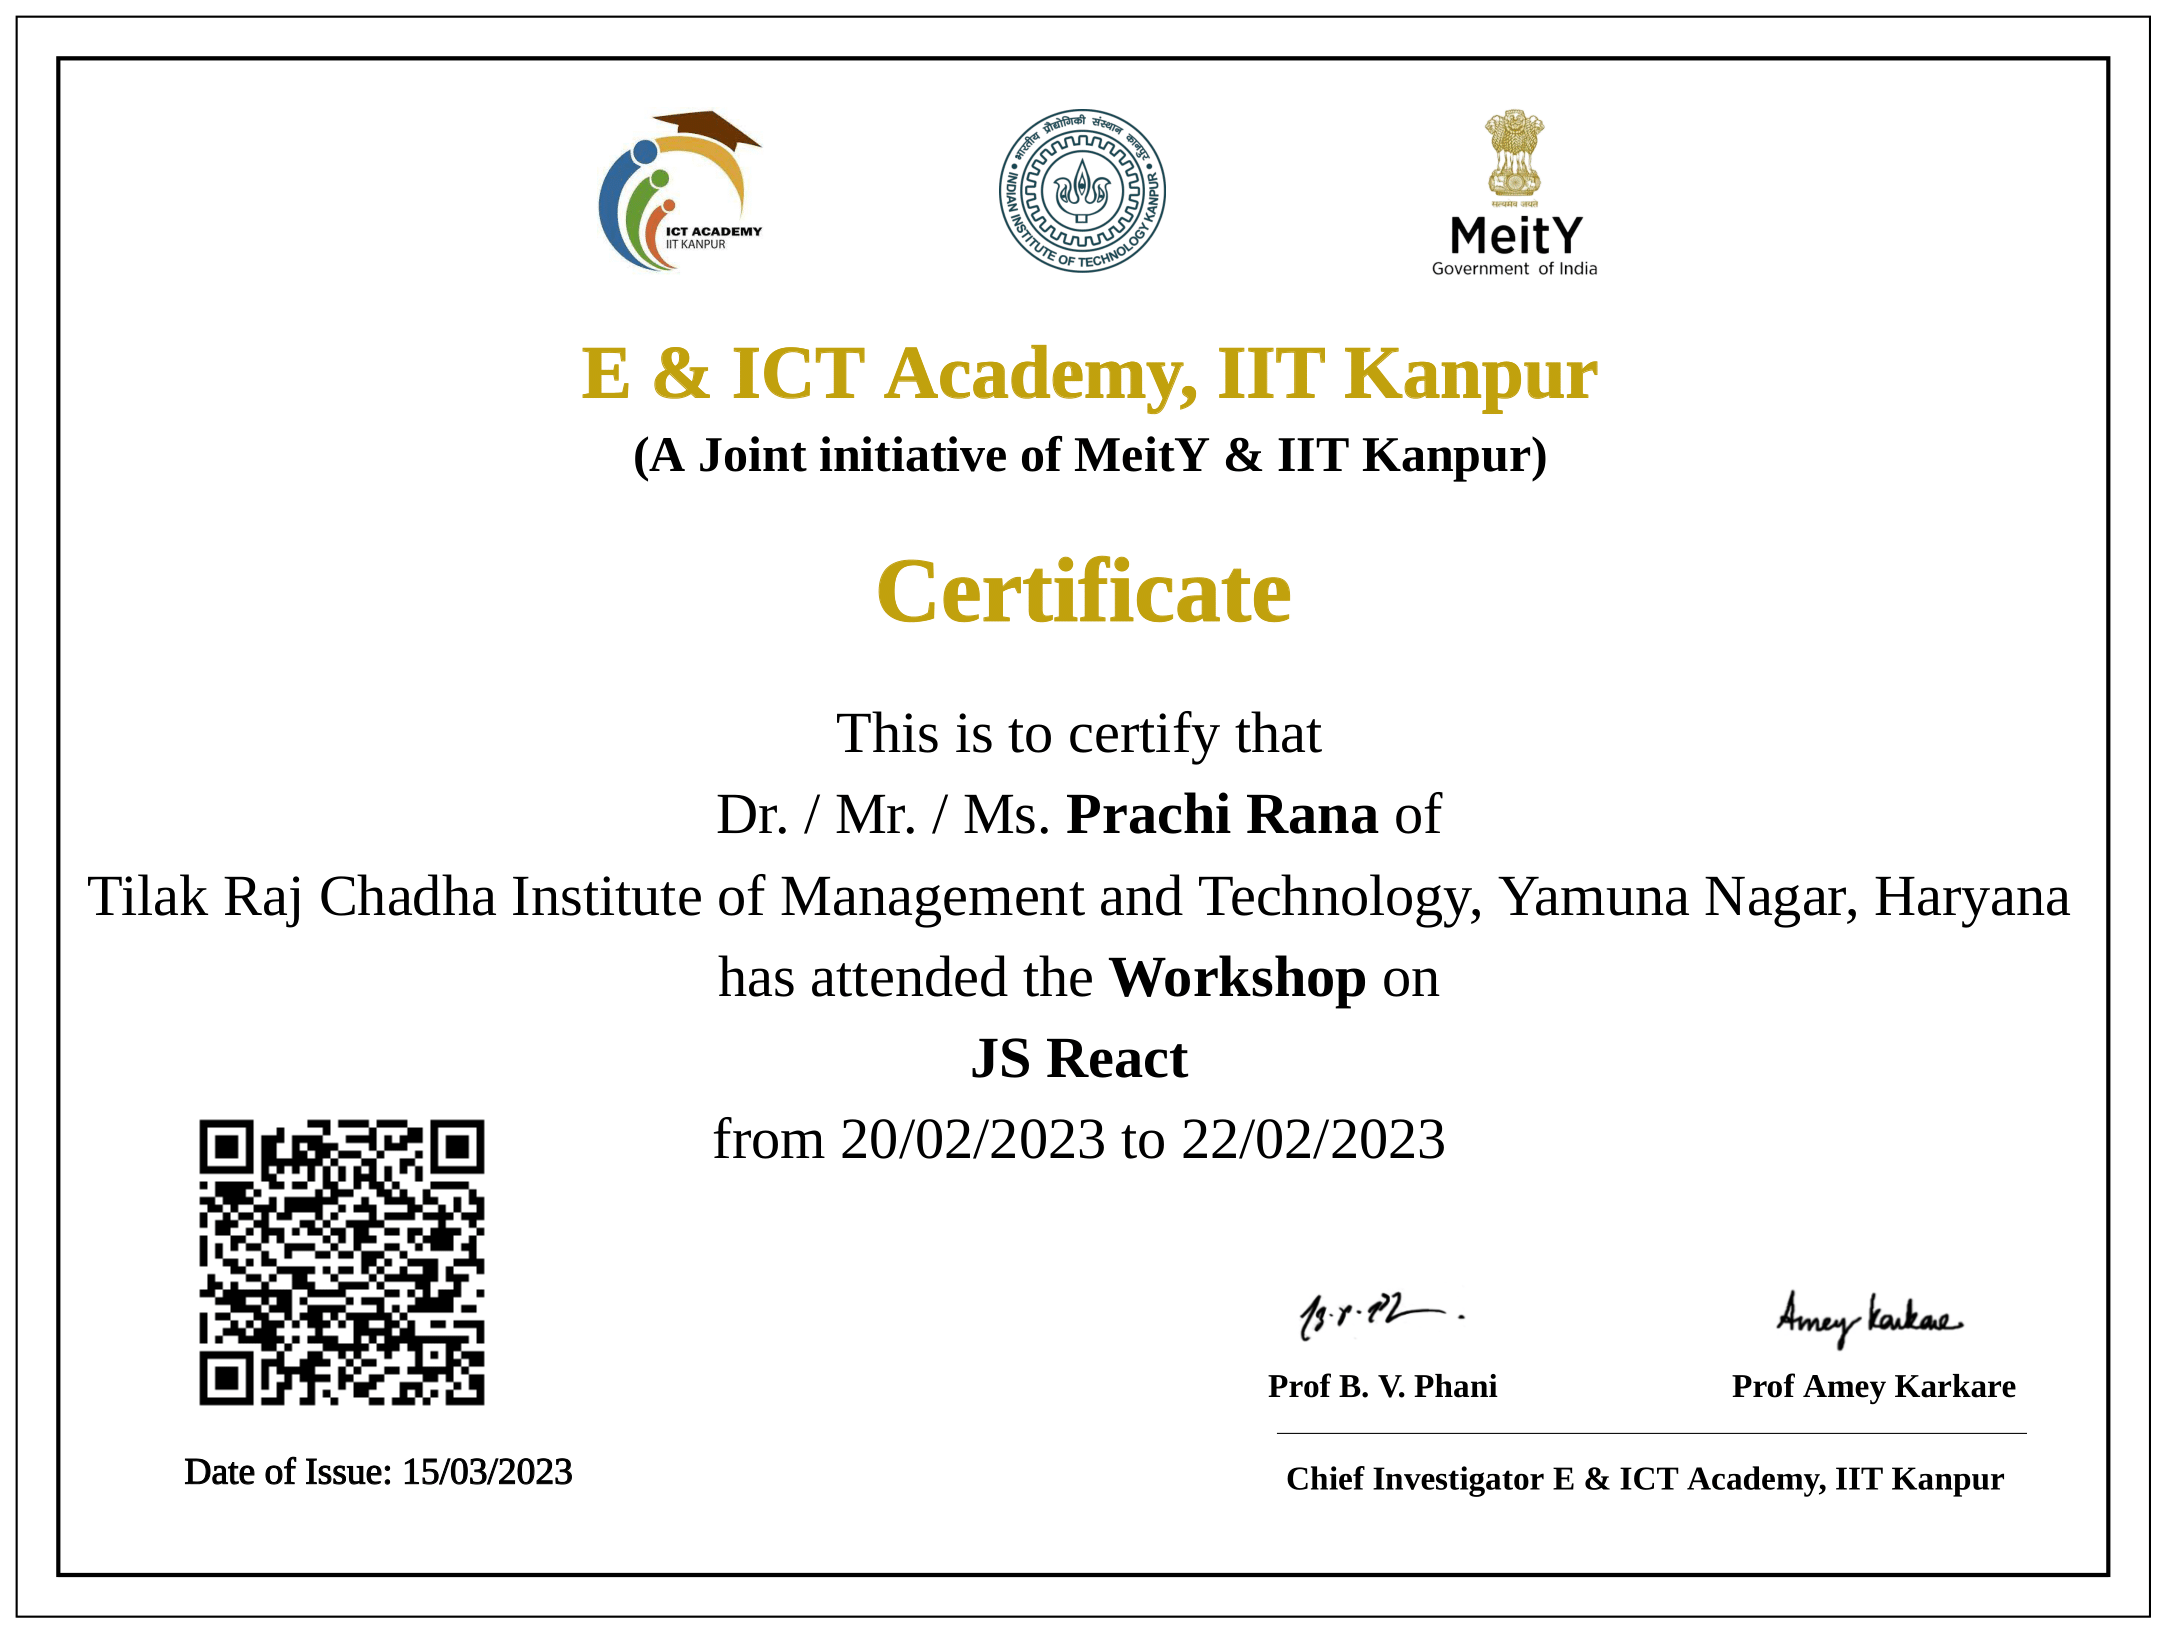 ICT ACADEMY
IIT KANPUR
भारतीय प्रौद्योगिकी संस्थान कानपुर
INDIAN INSTITUTE OF TECHNOLOGY KANPUR
सत्यमेव जयते
MeitY
Government of India
E & ICT Academy, IIT Kanpur
(A Joint initiative of MeitY & IIT Kanpur)
Certificate
This is to certify that
Dr. / Mr. / Ms. Prachi Rana of
Tilak Raj Chadha Institute of Management and Technology, Yamuna Nagar, Haryana
has attended the Workshop on
JS React
from 20/02/2023 to 22/02/2023
Amey Karkare
Prof B. V. Phani
Prof Amey Karkare
Chief Investigator E & ICT Academy, IIT Kanpur
Date of Issue: 15/03/2023